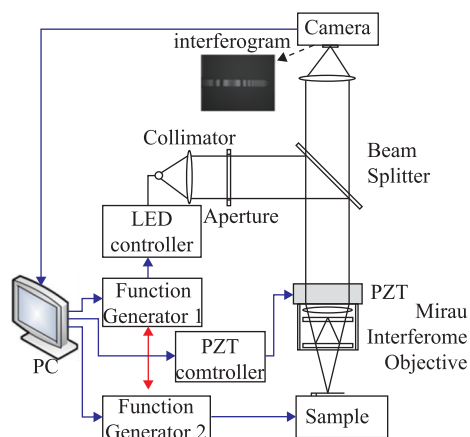 Camera
interferogram
Collimator
Beam
Splitter
Aperture
LED
controller
Function
Generator 1
PZT
Mirau
Interferome
Objective
PC
PZT
comtroller
Function
Generator 2
Sample